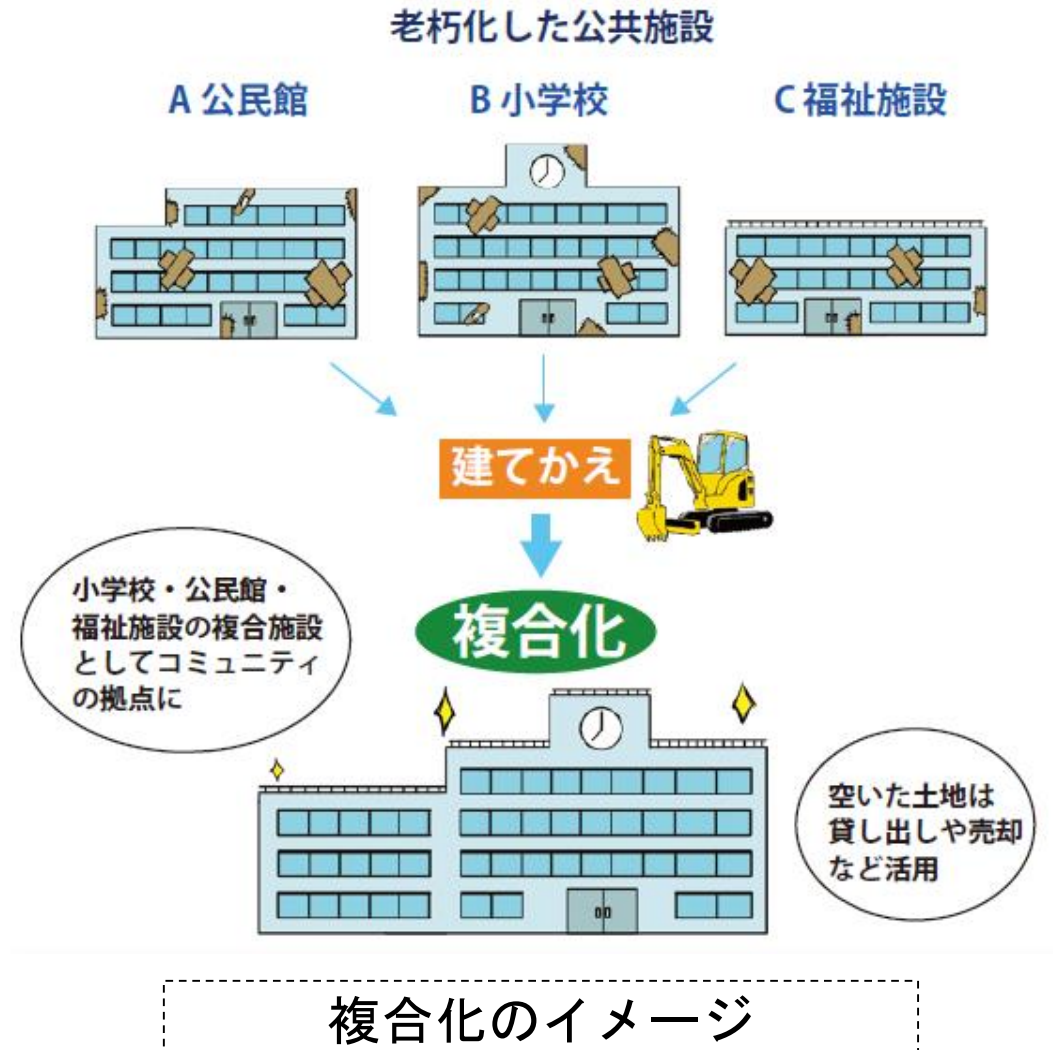 老朽化した公共施設
A 公民館
B 小学校
C 福祉施設
建てかえ
複合化
小学校・公民館・
福祉施設の複合施設
としてコミュニティ
の拠点に
空いた土地は
貸し出しや売却
など活用
複合化のイメージ